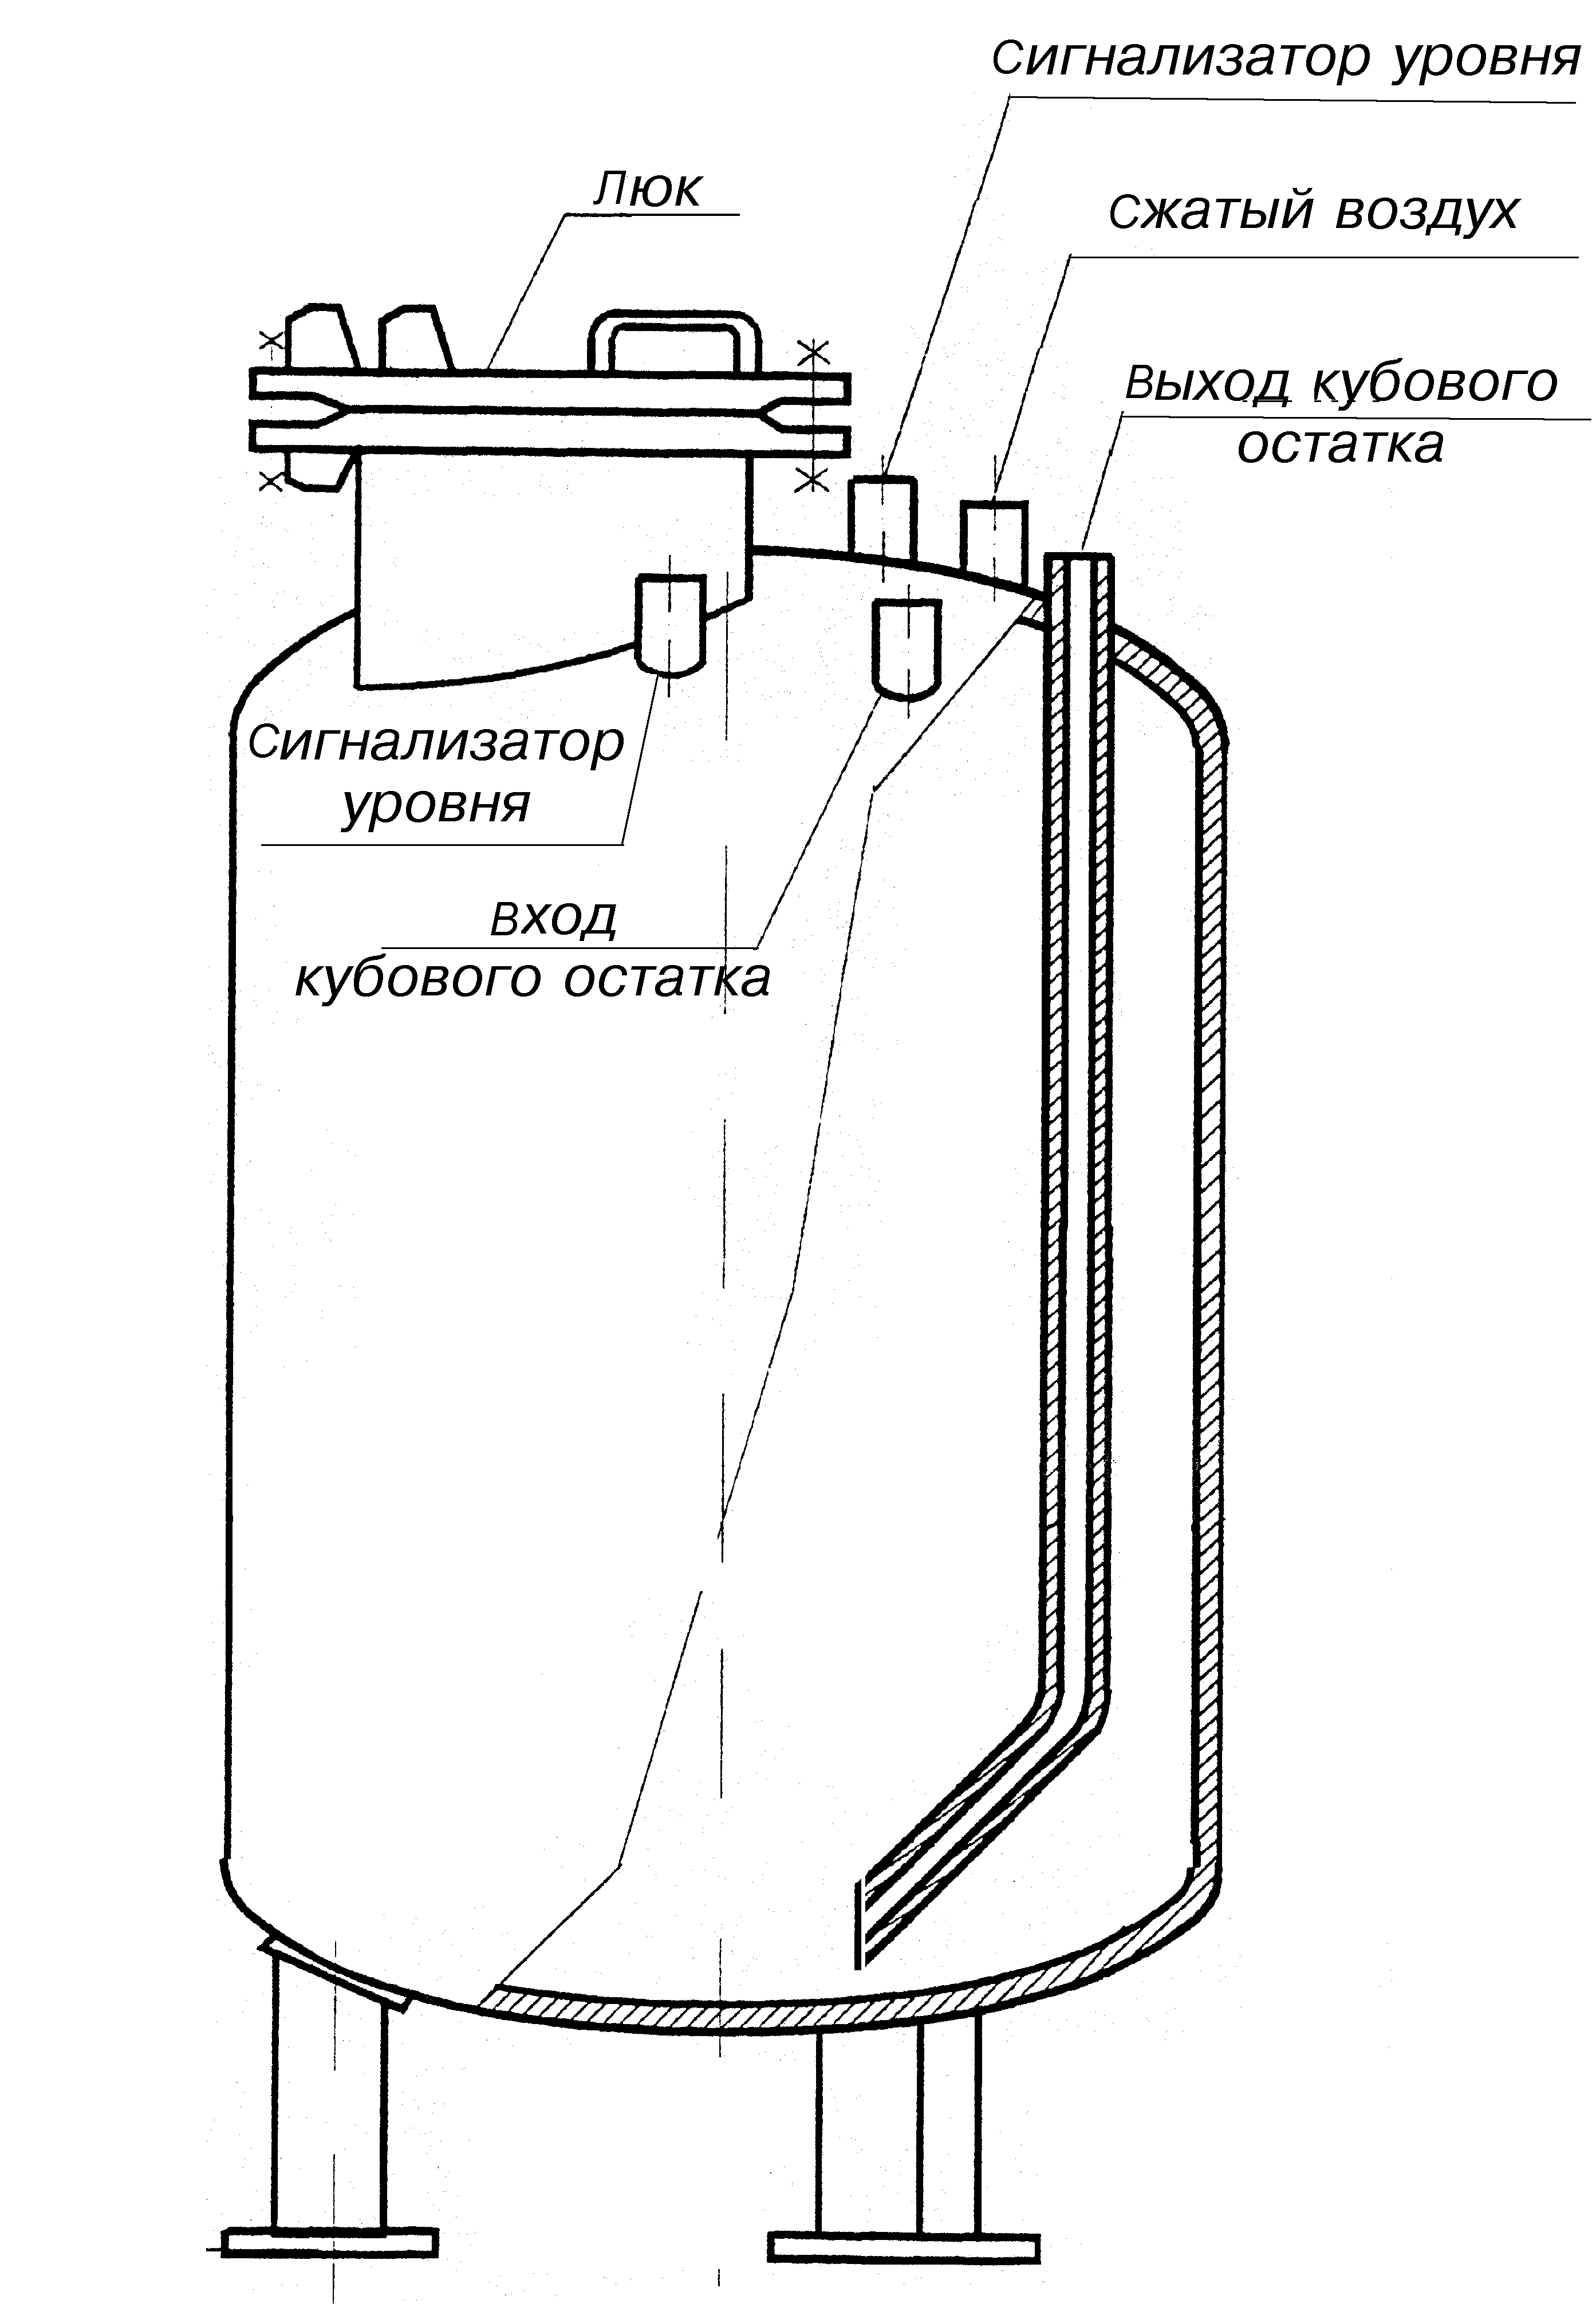 Сигнализатор уровня
Люк
Сжатый воздух
Выход кубового
остатка
Сигнализатор
уровня
Вход
кубового остатка